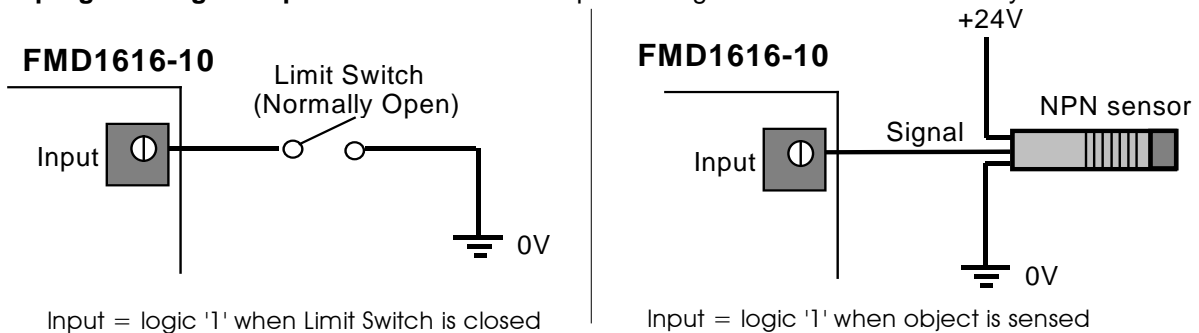 +24V
FMD1616-10
Limit Switch
(Normally Open)
Input
0V
Input = logic '1' when Limit Switch is closed
FMD1616-10
NPN sensor
Signal
Input
0V
Input = logic '1' when object is sensed